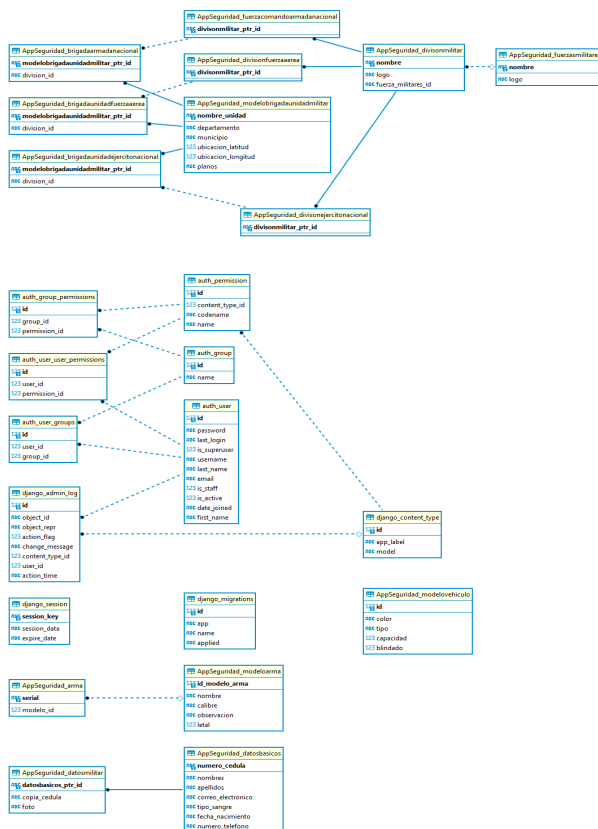 AppSeguridad_fuerzacomandoarmadanacional
divisonmilitar_ptr_id
AppSeguridad_brigadaarmadanacional
modelobrigadaunidadmilitar_ptr_id
division_id
AppSeguridad_divisionfuerzaaerea
divisonmilitar_ptr_id
AppSeguridad_divisonmilitar
nombre
logo
fuerza_militares_id
AppSeguridad_fuerzasmilitare
nombre
logo
AppSeguridad_brigadaunidadfuerzaaerea
modelobrigadaunidadmilitar_ptr_id
division_id
AppSeguridad_modelobrigadaunidadmilitar
nombre_unidad
departamento
municipio
ubicacion_latitud
ubicacion_longitud
planos
AppSeguridad_brigadaunidadejercitonacional
modelobrigadaunidadmilitar_ptr_id
division_id
AppSeguridad_divisonejercitonacional
divisonmilitar_ptr_id
auth_group_permissions
id
group_id
permission_id
auth_permission
id
content_type_id
codename
name
auth_user_user_permissions
id
user_id
permission_id
auth_group
id
name
auth_user_groups
id
user_id
group_id
auth_user
id
password
last_login
is_superuser
username
last_name
email
is_staff
is_active
date_joined
first_name
django_admin_log
id
object_id
object_repr
action_flag
change_message
content_type_id
user_id
action_time
django_content_type
id
app_label
model
django_session
session_key
session_data
expire_date
django_migrations
id
app
name
applied
AppSeguridad_modelovehiculo
id
color
tipo
capacidad
blindado
AppSeguridad_arma
serial
modelo_id
AppSeguridad_modeloarma
id_modelo_arma
nombre
calibre
observacion
letal
AppSeguridad_datosmilitar
datosbasicos_ptr_id
copia_cedula
foto
AppSeguridad_datosbasicos
numero_cedula
nombres
apellidos
correo_electronico
tipo_sangre
fecha_nacimiento
numero_telefono